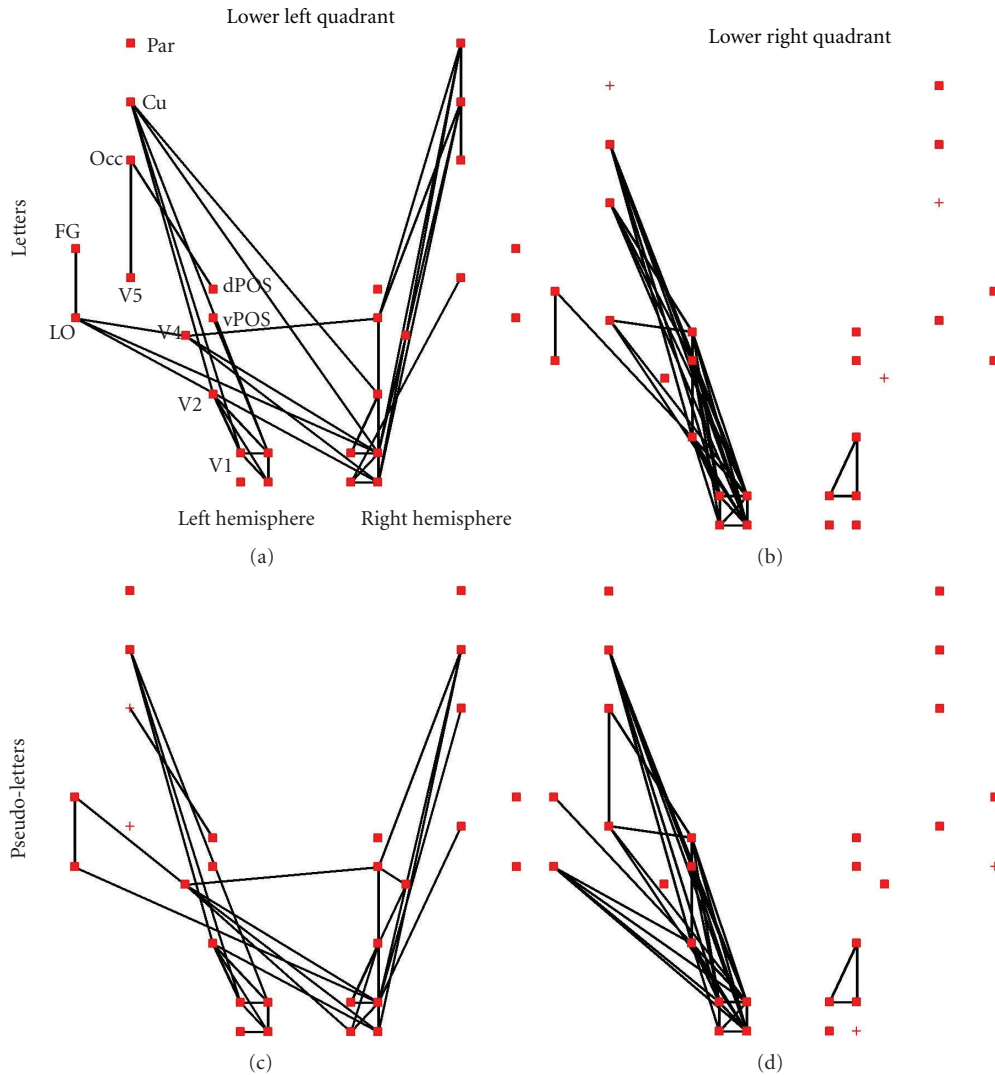 Lower left quadrant
Lower right quadrant
Letters
Par
Cu
Occ
FG
V5
dPOS
vPOS
LO
V4
V2
V1
Left hemisphere
Right hemisphere
(a)
(b)
Pseudo-letters
(c)
(d)